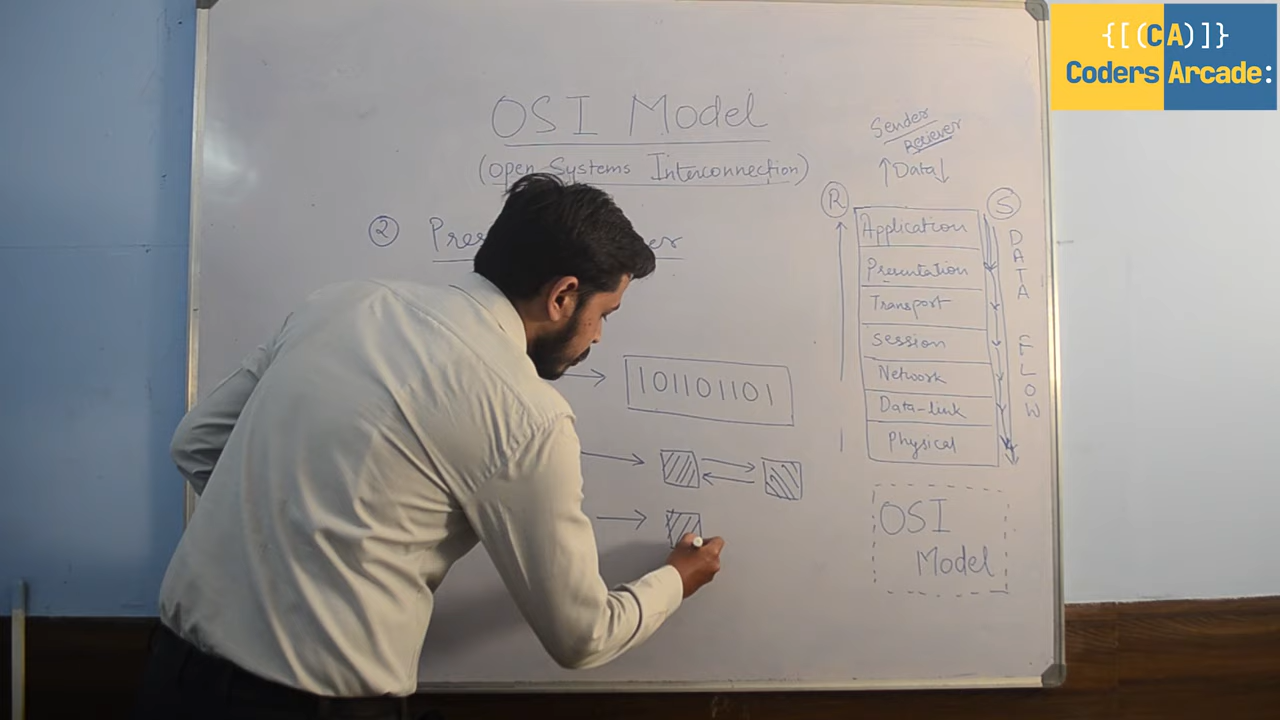 {[(CA)]}
Coders Arcade:
OSI Model
(open Systems Interconnection)
Sender
Reciever
↑Data↓
R
S
②
Application
Presentation
Transport
Session
Network
Data-link
Physical
DATA FLOW
101101101
OSI
Model